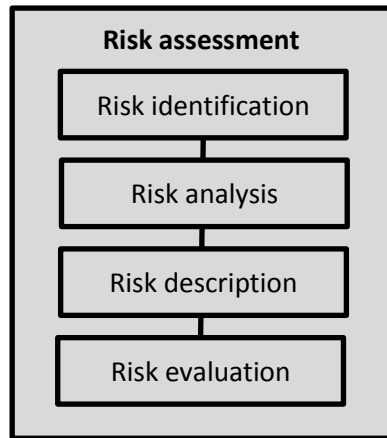 Risk assessment
Risk identification
Risk analysis
Risk description
Risk evaluation